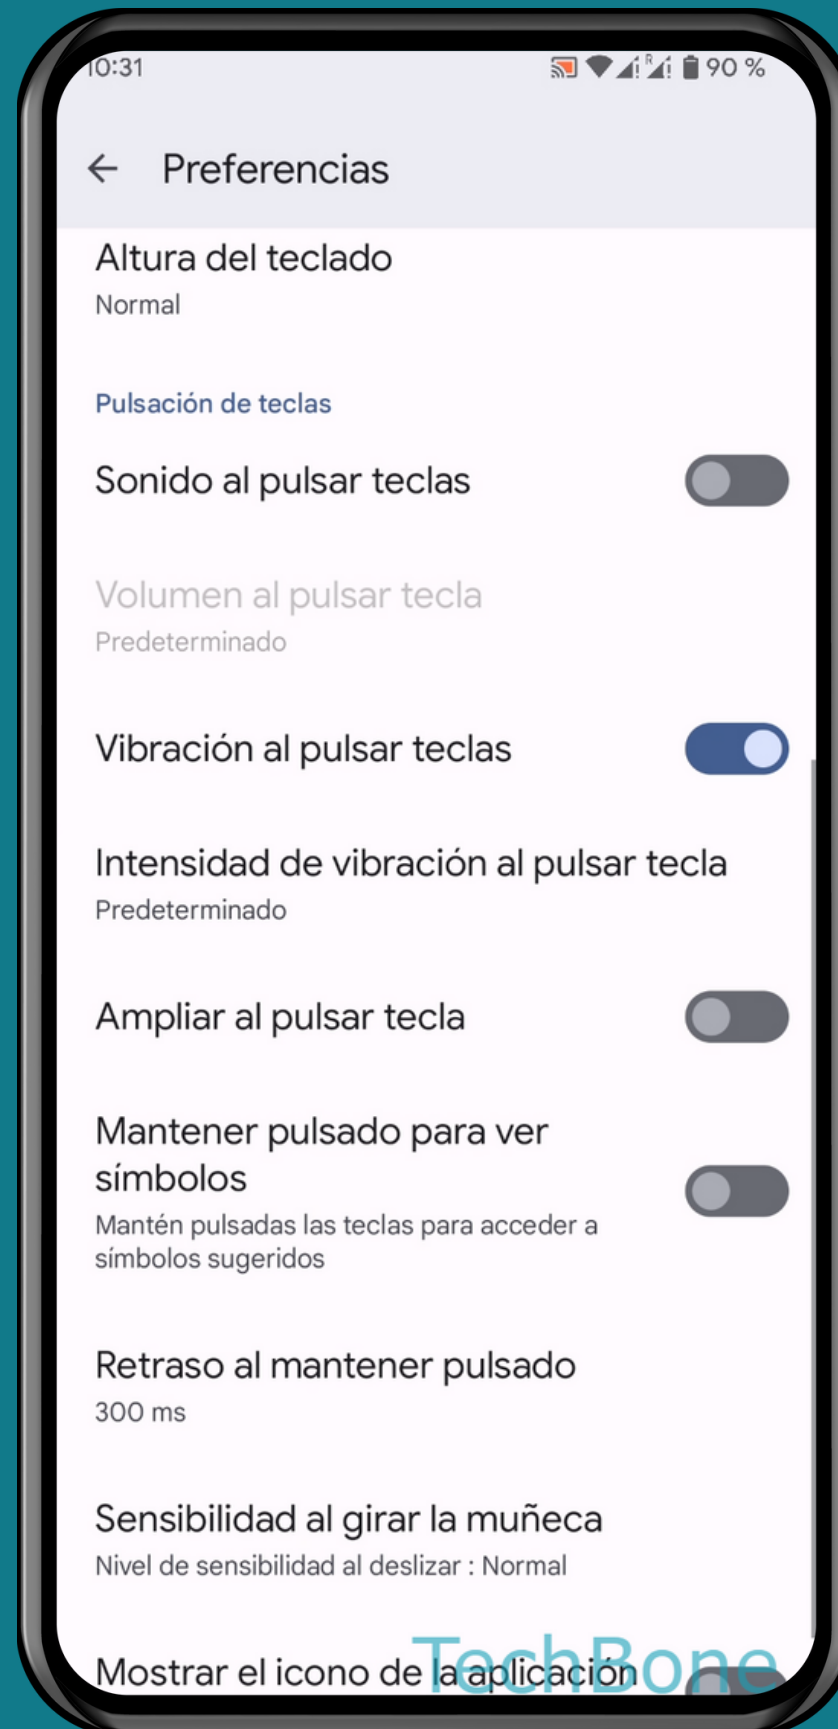 10:31
R
90 %
Preferencias
Altura del teclado
Normal
Pulsación de teclas
Sonido al pulsar teclas
Volumen al pulsar tecla
Predeterminado
Vibración al pulsar teclas
Intensidad de vibración al pulsar tecla
Predeterminado
Ampliar al pulsar tecla
Mantener pulsado para ver
símbolos
Mantén pulsadas las teclas para acceder a
símbolos sugeridos
Retraso al mantener pulsado
300 ms
Sensibilidad al girar la muñeca
Nivel de sensibilidad al deslizar : Normal
Mostrar el icono de la aplicación
TechBone